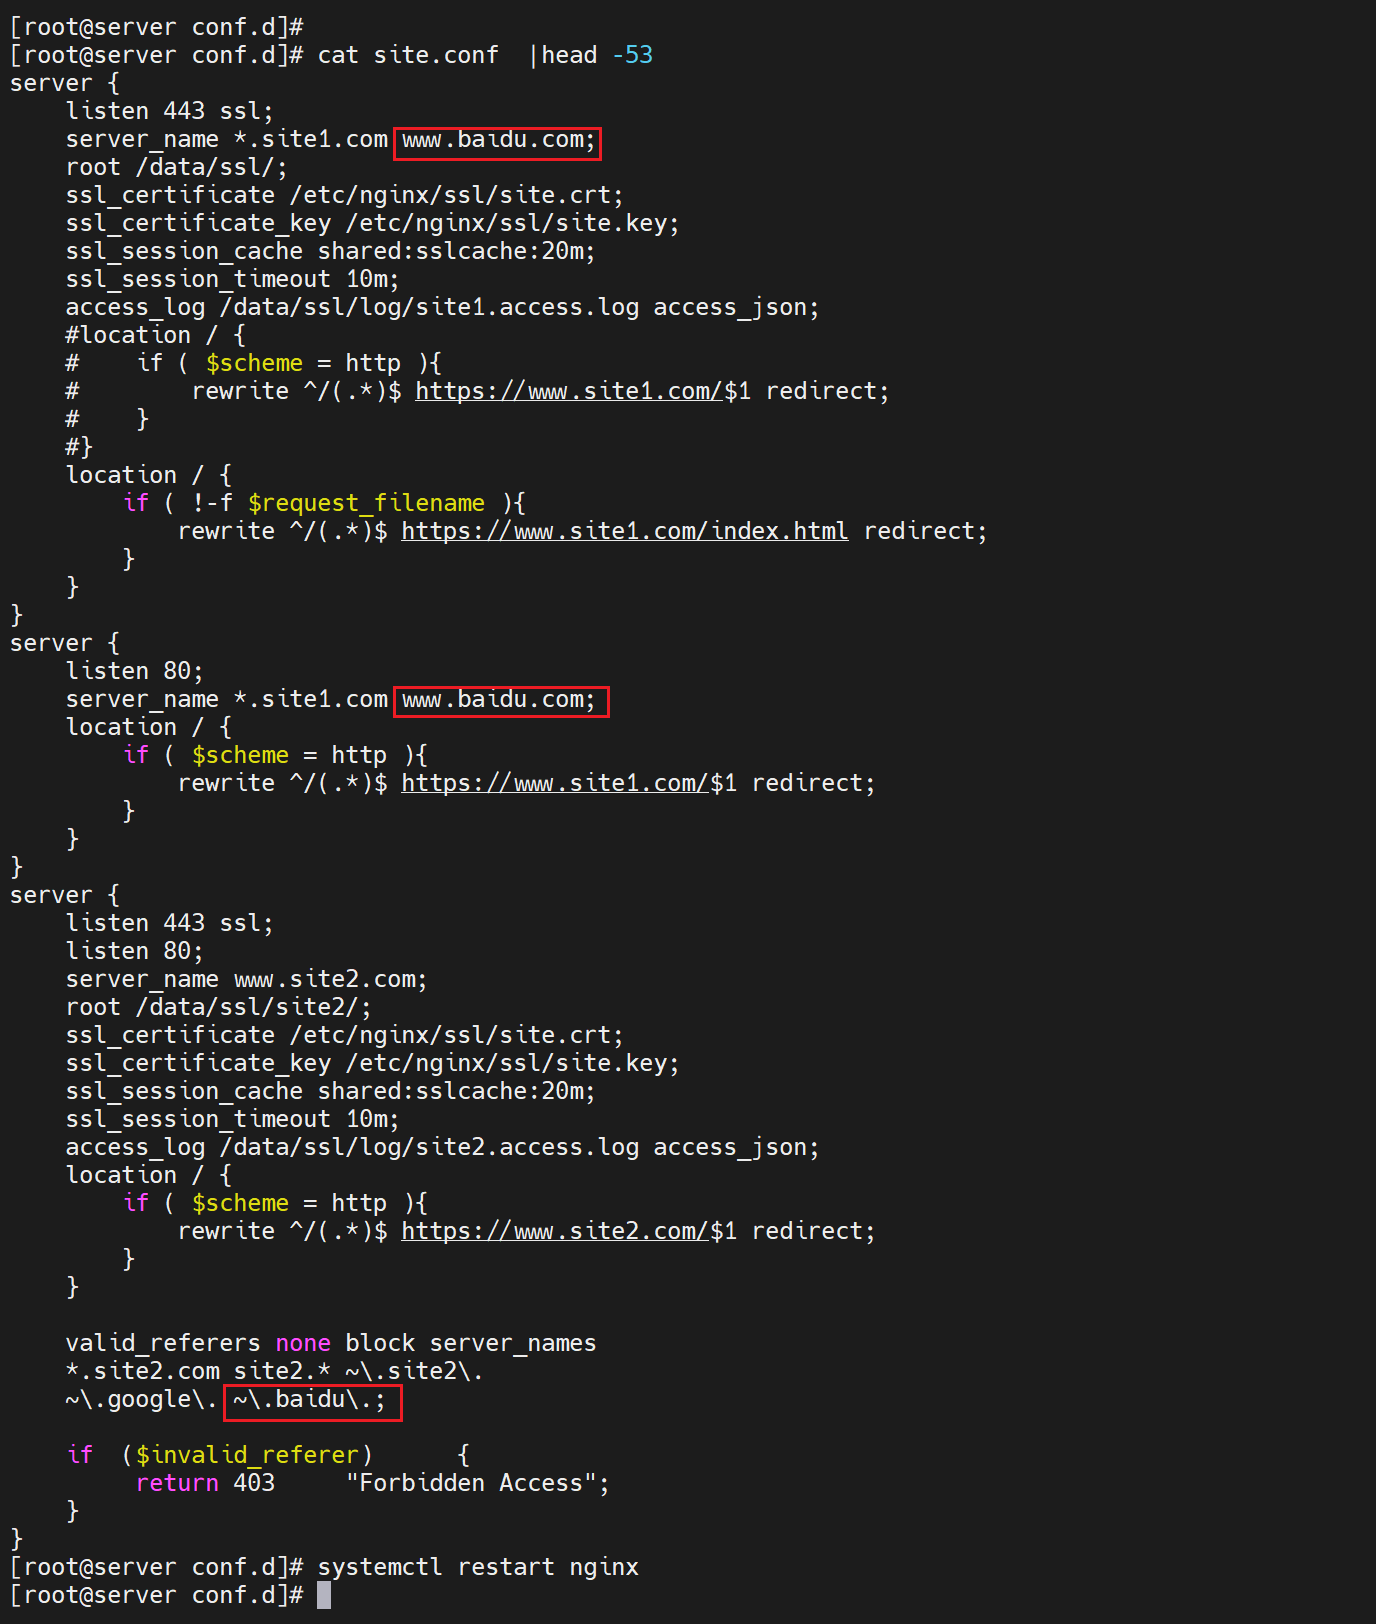 [root@server conf.d]#
[root@server conf.d]# cat site.conf  |head -53
server {
    listen 443 ssl;
    server_name *.site1.com www.baidu.com;
    root /data/ssl/;
    ssl_certificate /etc/nginx/ssl/site.crt;
    ssl_certificate_key /etc/nginx/ssl/site.key;
    ssl_session_cache shared:sslcache:20m;
    ssl_session_timeout 10m;
    access_log /data/ssl/log/site1.access.log access_json;
    #location / {
    #    if ( $scheme = http ){
    #        rewrite ^/(.*)$ https://www.site1.com/$1 redirect;
    #    }
    #}
    location / {
        if ( !-f $request_filename ){
            rewrite ^/(.*)$ https://www.site1.com/index.html redirect;
        }
    }
}
server {
    listen 80;
    server_name *.site1.com www.baidu.com;
    location / {
        if ( $scheme = http ){
            rewrite ^/(.*)$ https://www.site1.com/$1 redirect;
        }
    }
}
server {
    listen 443 ssl;
    listen 80;
    server_name www.site2.com;
    root /data/ssl/site2/;
    ssl_certificate /etc/nginx/ssl/site.crt;
    ssl_certificate_key /etc/nginx/ssl/site.key;
    ssl_session_cache shared:sslcache:20m;
    ssl_session_timeout 10m;
    access_log /data/ssl/log/site2.access.log access_json;
    location / {
        if ( $scheme = http ){
            rewrite ^/(.*)$ https://www.site2.com/$1 redirect;
        }
    }

    valid_referers none block server_names
    *.site2.com site2.* ~\.site2\.
    ~\.google\. ~\.baidu\.;

    if  ($invalid_referer)      {
         return 403     "Forbidden Access";
    }
}
[root@server conf.d]# systemctl restart nginx
[root@server conf.d]#